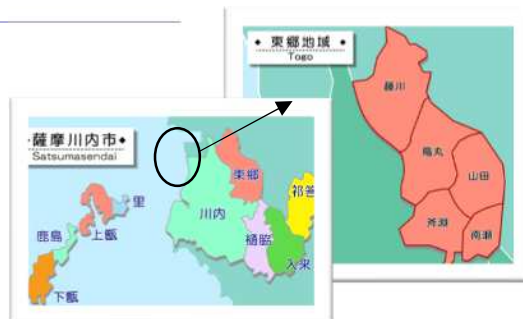 ◆ 東郷地域 ◆
Togo
藤川
鳥丸
山田
斧淵
南瀬
薩摩川内市◆
Satsumasendai
東郷
祁答
里
川内
樋脇
鹿島
上甑
入来
下甑